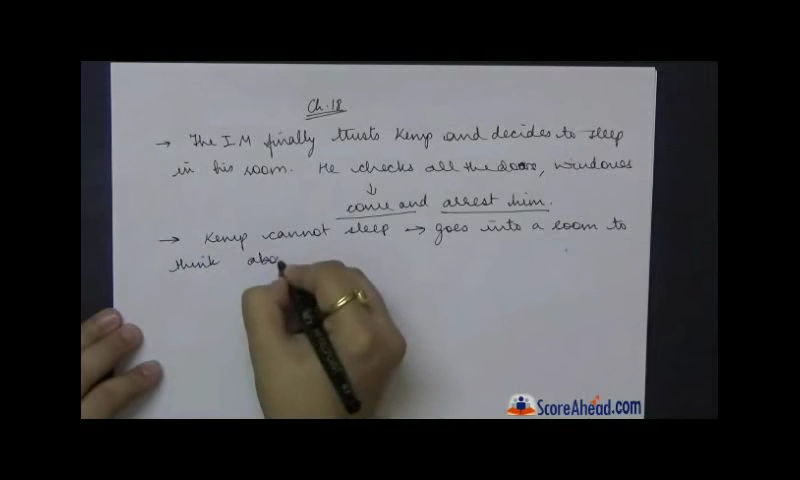 Ch.18
→ The I M finally trusts Kemp and decides to sleep
in his room. He checks all the doors, windows
↓
come and arrest him.
→ Kemp cannot sleep → goes into a room to
think abo
ScoreAhead.com